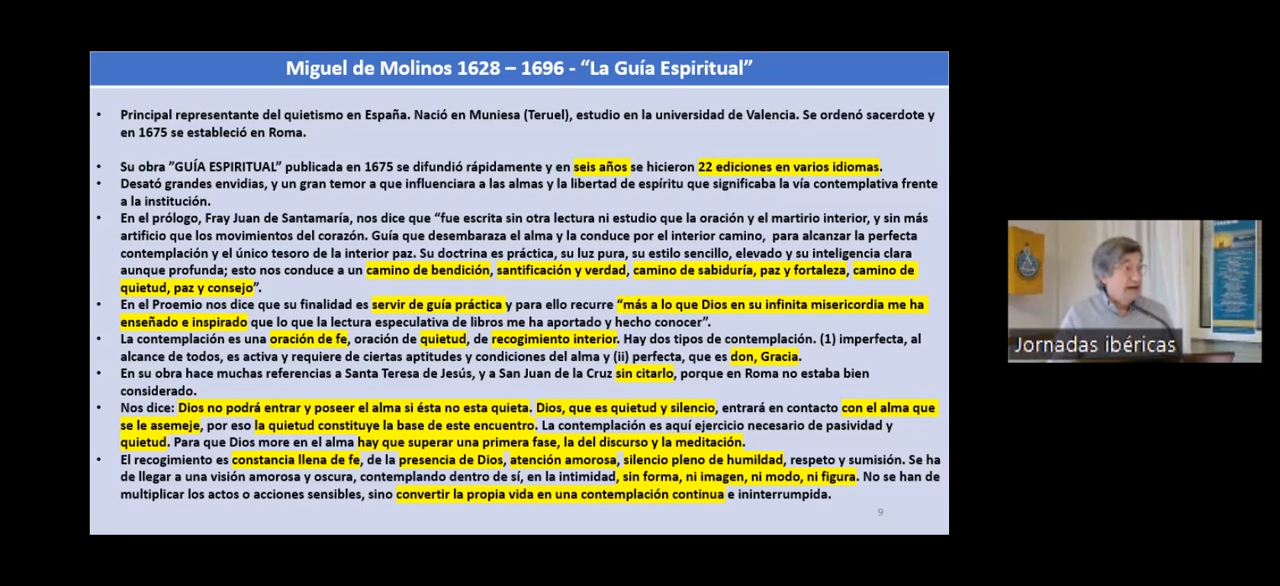 Miguel de Molinos 1628 – 1696 - “La Guía Espiritual”
• Principal representante del quietismo en España. Nació en Muniesa (Teruel), estudio en la universidad de Valencia. Se ordenó sacerdote y
en 1675 se estableció en Roma.
• Su obra ”GUÍA ESPIRITUAL” publicada en 1675 se difundió rápidamente y en seis años se hicieron 22 ediciones en varios idiomas.
• Desató grandes envidias, y un gran temor a que influenciara a las almas y la libertad de espíritu que significaba la vía contemplativa frente
a la institución.
• En el prólogo, Fray Juan de Santamaría, nos dice que “fue escrita sin otra lectura ni estudio que la oración y el martirio interior, y sin más
artificio que los movimientos del corazón. Guía que desembaraza el alma y la conduce por el interior camino, para alcanzar la perfecta
contemplación y el único tesoro de la interior paz. Su doctrina es práctica, su luz pura, su estilo sencillo, elevado y su inteligencia clara
aunque profunda; esto nos conduce a un camino de bendición, santificación y verdad, camino de sabiduría, paz y fortaleza, camino de
quietud, paz y consejo”.
• En el Proemio nos dice que su finalidad es servir de guía práctica y para ello recurre “más a lo que Dios en su infinita misericordia me ha
enseñado e inspirado que lo que la lectura especulativa de libros me ha aportado y hecho conocer”.
• La contemplación es una oración de fe, oración de quietud, de recogimiento interior. Hay dos tipos de contemplación. (1) imperfecta, al
alcance de todos, es activa y requiere de ciertas aptitudes y condiciones del alma y (ii) perfecta, que es don, Gracia.
• En su obra hace muchas referencias a Santa Teresa de Jesús, y a San Juan de la Cruz sin citarlo, porque en Roma no estaba bien
considerado.
• Nos dice: Dios no podrá entrar y poseer el alma si ésta no esta quieta. Dios, que es quietud y silencio, entrará en contacto con el alma que
se le asemeje, por eso la quietud constituye la base de este encuentro. La contemplación es aquí ejercicio necesario de pasividad y
quietud. Para que Dios more en el alma hay que superar una primera fase, la del discurso y la meditación.
• El recogimiento es constancia llena de fe, de la presencia de Dios, atención amorosa, silencio pleno de humildad, respeto y sumisión. Se ha
de llegar a una visión amorosa y oscura, contemplando dentro de sí, en la intimidad, sin forma, ni imagen, ni modo, ni figura. No se han de
multiplicar los actos o acciones sensibles, sino convertir la propia vida en una contemplación continua e ininterrumpida.
9
Jornadas ibéricas